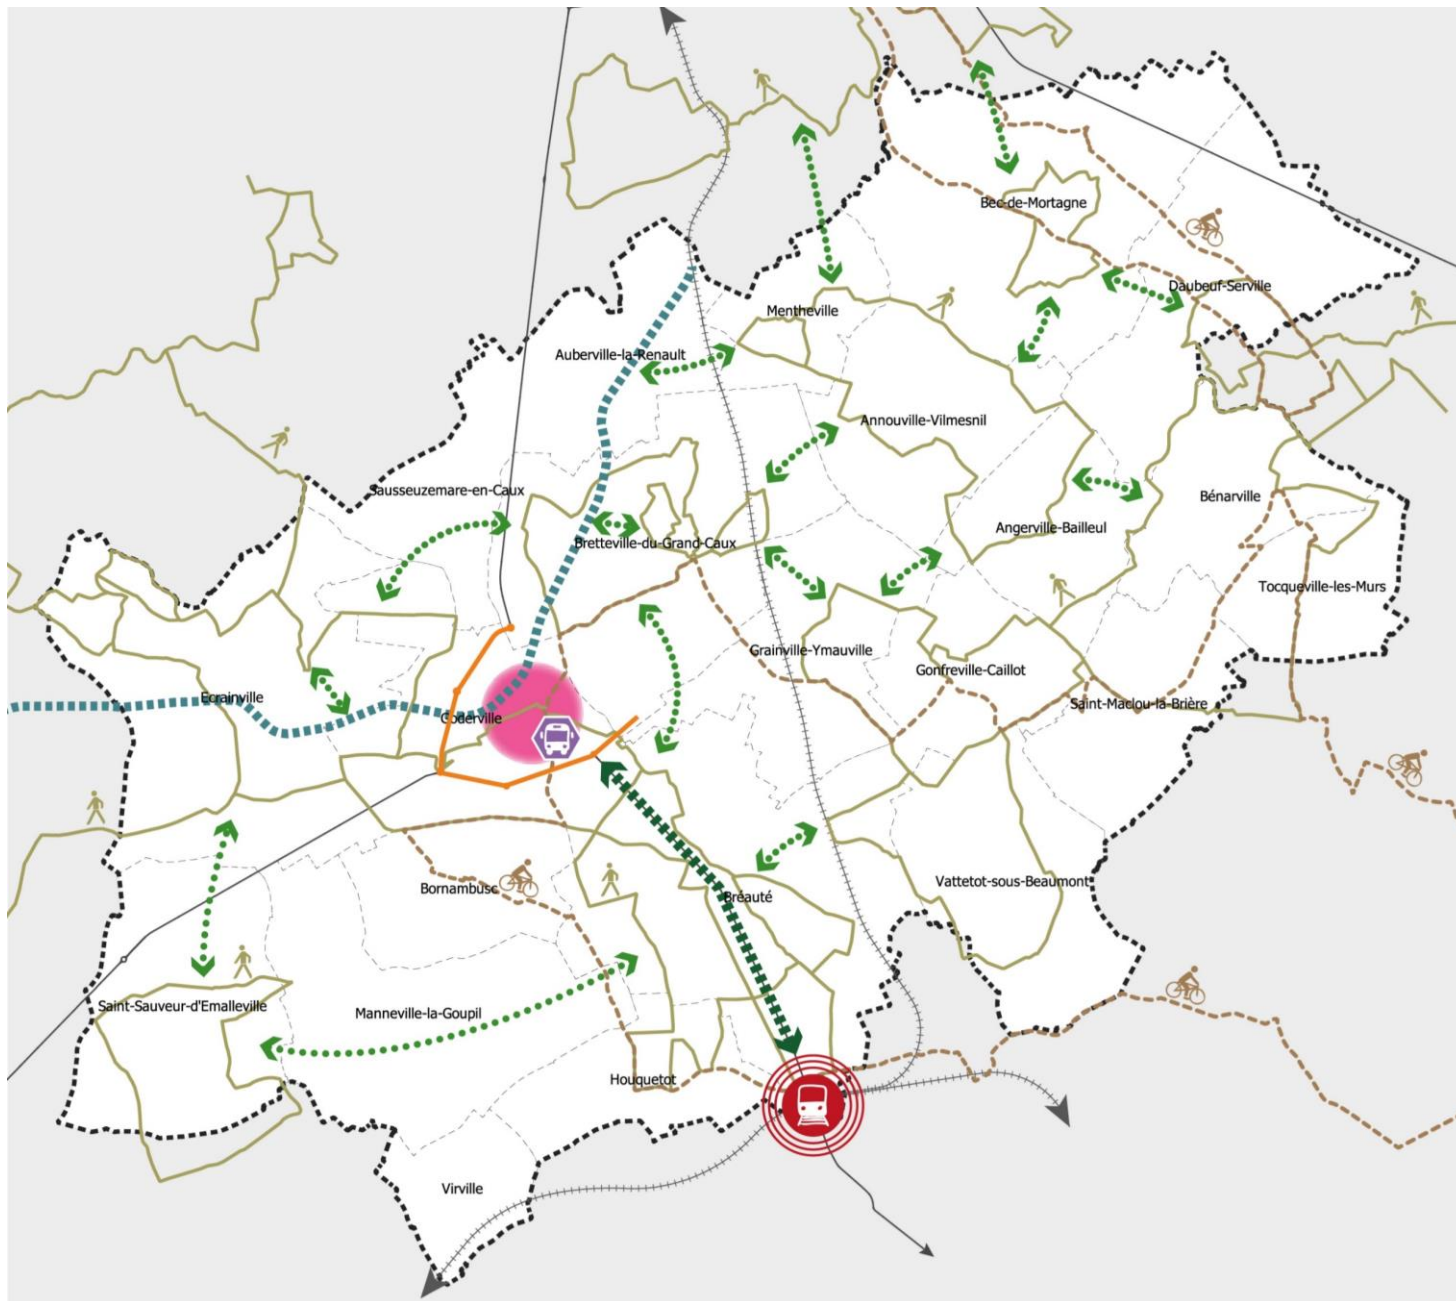 Bec-de-Mortagne
Daubeuf-Serville
Mentheville
Auberville-la-Renault
Annouville-Vilmesnil
Sausseuzemare-en-Caux
Bénarville
Angerville-Bailleul
Bretteville-du-Grand-Caux
Tocqueville-les-Murs
Grainville-Ymauville
Gonfreville-Caillot
Ecrainville
Saint-Maclou-la-Brière
Goderville
Vattetot-sous-Beaumont
Bornambusc
Bréauté
Saint-Sauveur-d'Emalleville
Manneville-la-Goupil
Houquetot
Virville